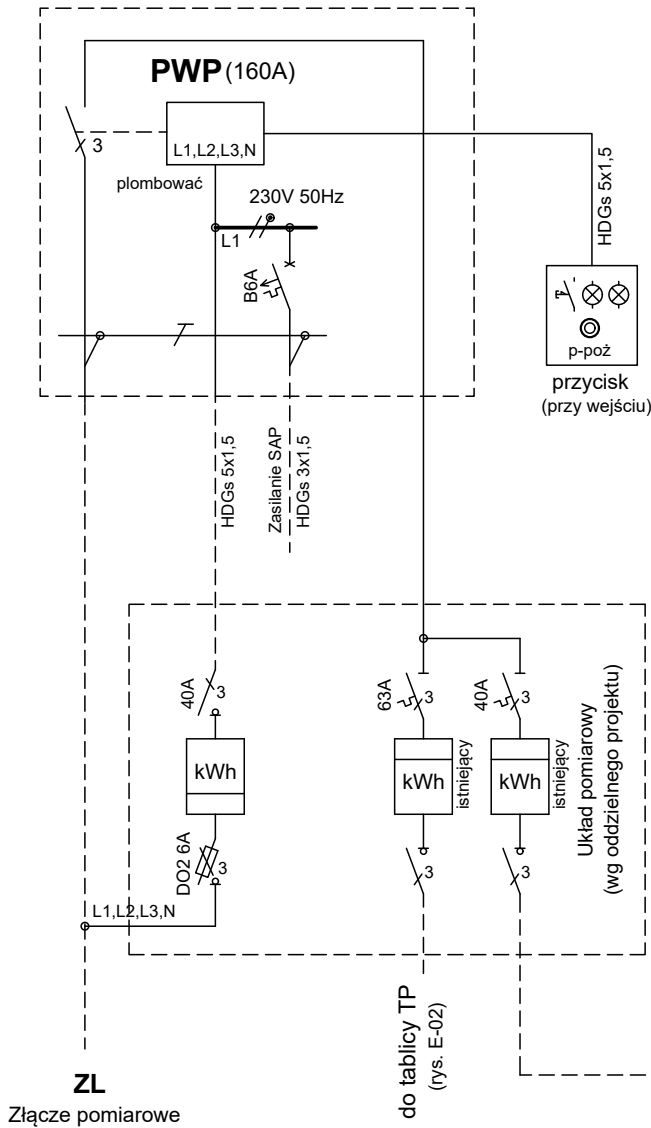 PWP (160A)
3
L1,L2,L3,N
plombować
230V 50Hz
L1
B6A
HDGs 5x1,5
p-poż
przycisk
(przy wejściu)
HDGs 5x1,5
Zasilanie SAP
HDGs 3x1,5
40A
3
63A
3
40A
3
kWh
kWh
istniejący
kWh
istniejący
Układ pomiarowy
(wg oddzielnego projektu)
DO2 6A
3
3
3
L1,L2,L3,N
do tablicy TP
(rys. E-02)
ZL
Złącze pomiarowe